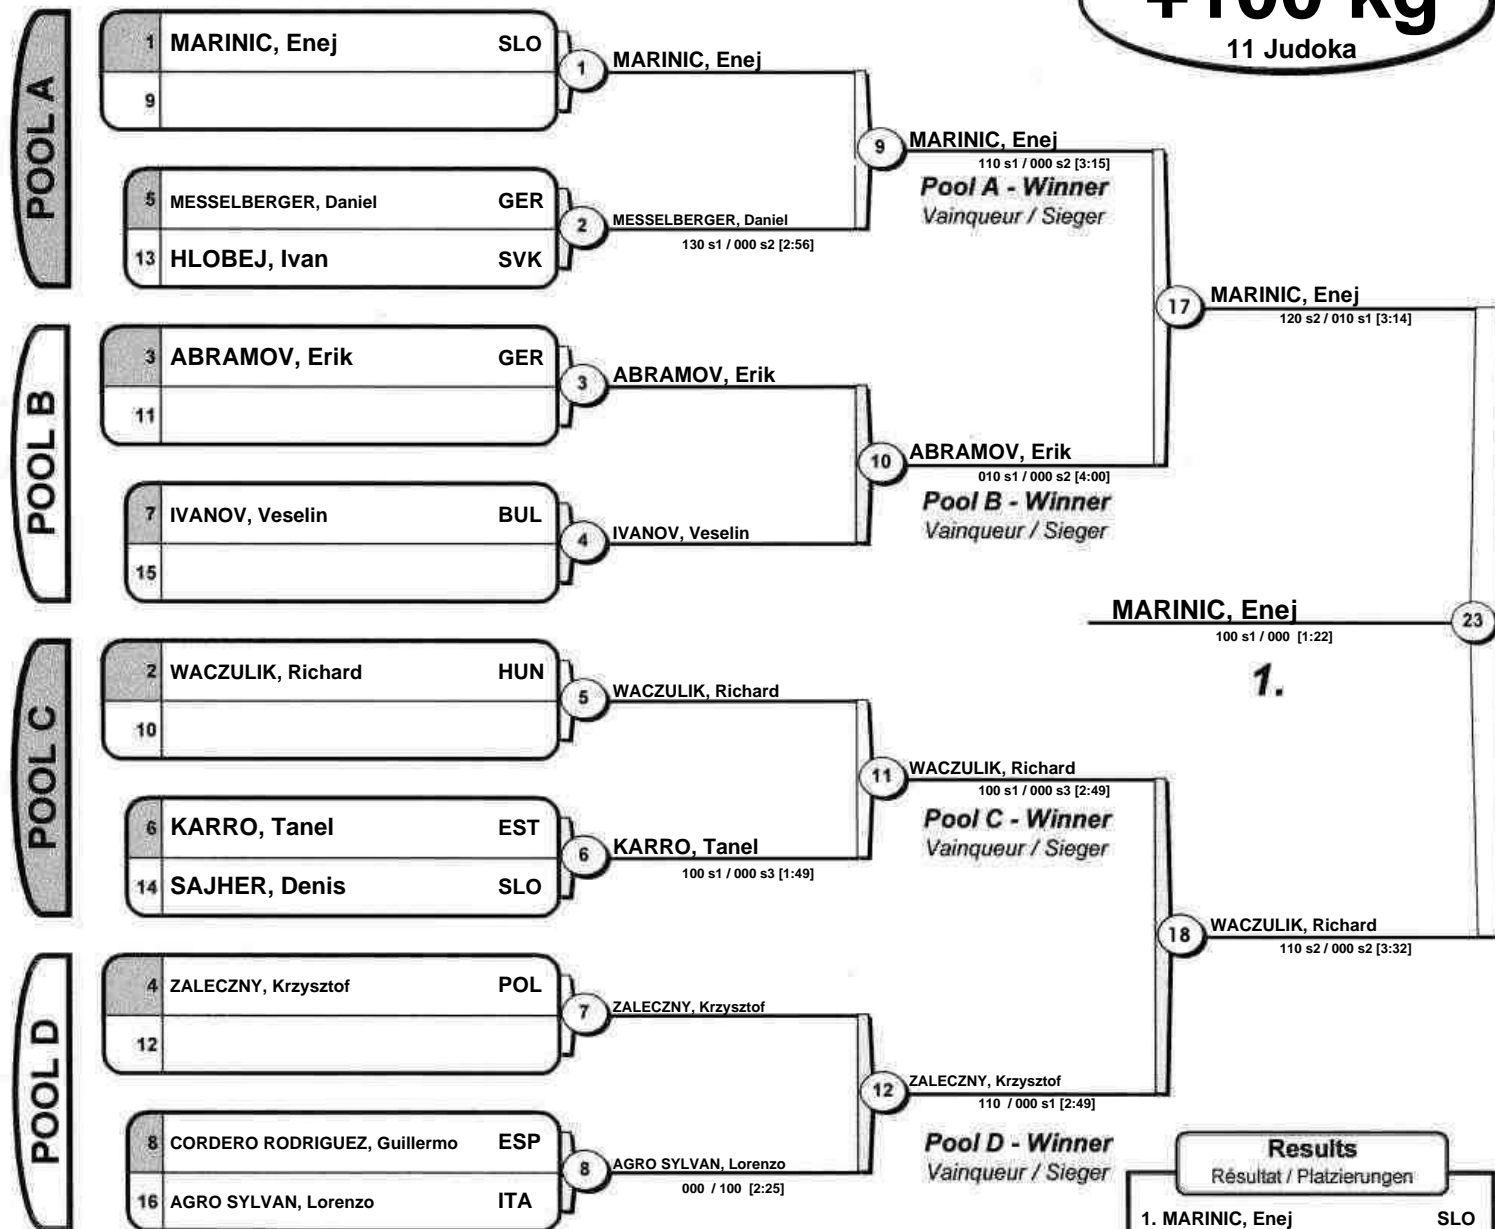 +100 kg
11 Judoka
POOL A
1 MARINIC, Enej SLO
9
1 MARINIC, Enej
5 MESSELBERGER, Daniel GER
13 HLOBEJ, Ivan SVK
2 MESSELBERGER, Daniel
130 s1 / 000 s2 [2:56]
9 MARINIC, Enej
110 s1 / 000 s2 [3:15]
Pool A - Winner
Vainqueur / Sieger
POOL B
3 ABRAMOV, Erik GER
11
3 ABRAMOV, Erik
7 IVANOV, Veselin BUL
15
4 IVANOV, Veselin
10 ABRAMOV, Erik
010 s1 / 000 s2 [4:00]
Pool B - Winner
Vainqueur / Sieger
17 MARINIC, Enej
120 s2 / 010 s1 [3:14]
MARINIC, Enej 23
100 s1 / 000 [1:22]
1.
POOL C
2 WACZULIK, Richard HUN
10
5 WACZULIK, Richard
6 KARRO, Tanel EST
14 SAJHER, Denis SLO
6 KARRO, Tanel
100 s1 / 000 s3 [1:49]
11 WACZULIK, Richard
100 s1 / 000 s3 [2:49]
Pool C - Winner
Vainqueur / Sieger
POOL D
4 ZALECZNY, Krzysztof POL
12
7 ZALECZNY, Krzysztof
8 CORDERO RODRIGUEZ, Guillermo ESP
16 AGRO SYLVAN, Lorenzo ITA
8 AGRO SYLVAN, Lorenzo
000 / 100 [2:25]
12 ZALECZNY, Krzysztof
110 / 000 s1 [2:49]
Pool D - Winner
Vainqueur / Sieger
18 WACZULIK, Richard
110 s2 / 000 s2 [3:32]
Results
Résultat / Platzierungen
1. MARINIC, Enej SLO